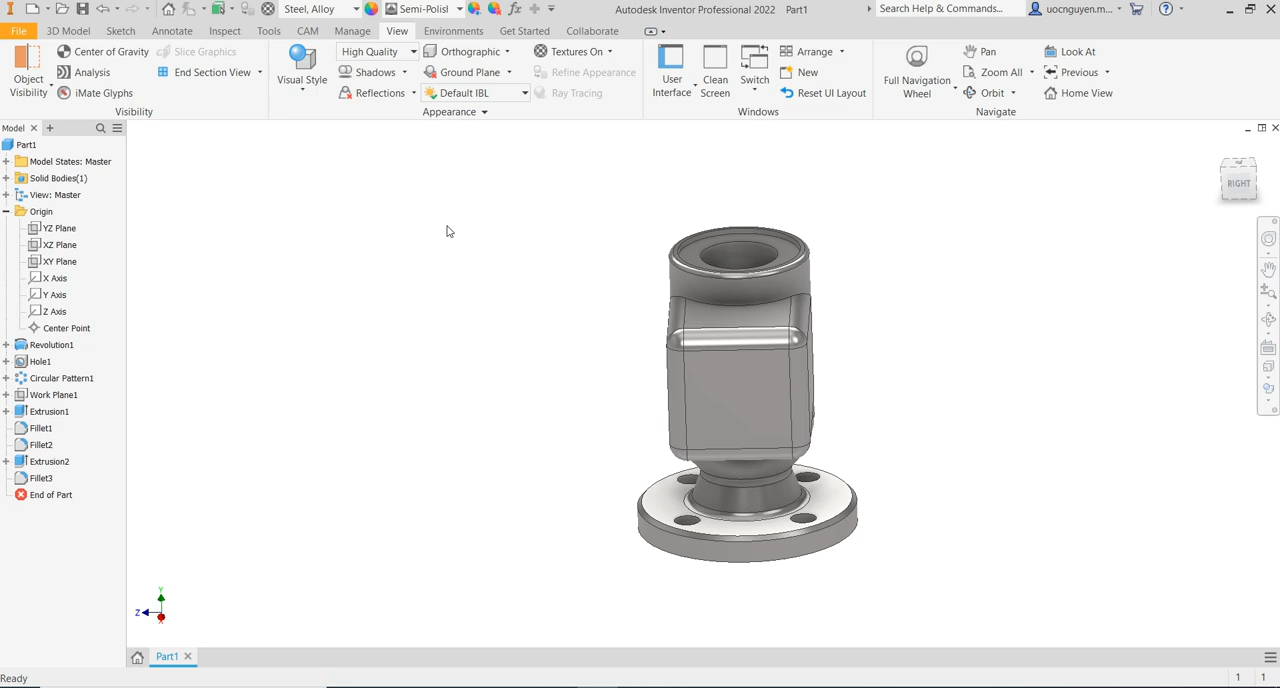 Steel, Alloy
Semi-Polisl
fx
Autodesk Inventor Professional 2022 Part1
Search Help & Commands...
uocnguyen.m...
File
3D Model
Sketch
Annotate
Inspect
Tools
CAM
Manage
View
Environments
Get Started
Collaborate
Object
Visibility
Center of Gravity
Slice Graphics
Analysis
End Section View
iMate Glyphs
Visibility
Visual Style
High Quality
Orthographic
Textures On
Shadows
Ground Plane
Refine Appearance
Reflections
Default IBL
Ray Tracing
Appearance
User
Interface
Clean
Screen
Switch
Arrange
New
Reset UI Layout
Windows
Full Navigation
Wheel
Pan
Look At
Zoom All
Previous
Orbit
Home View
Navigate
Model
Part1
Model States: Master
Solid Bodies(1)
View: Master
Origin
YZ Plane
XZ Plane
XY Plane
X Axis
Y Axis
Z Axis
Center Point
Revolution1
Hole1
Circular Pattern1
Work Plane1
Extrusion1
Fillet1
Fillet2
Extrusion2
Fillet3
End of Part
RIGHT
Y
Z
X
Part1
Ready
1 1